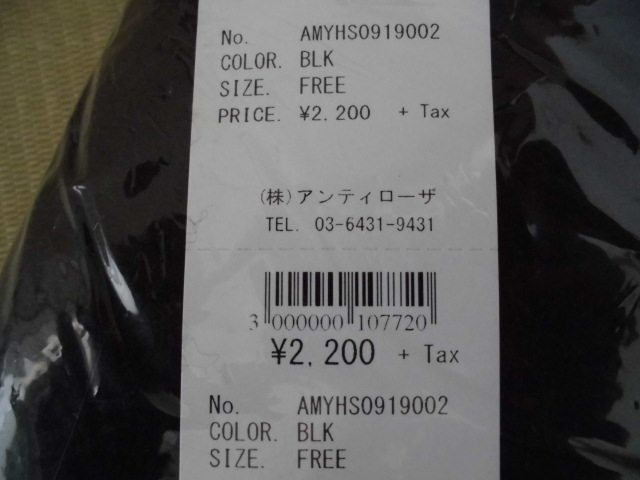 No. AMYHS0919002
COLOR. BLK
SIZE. FREE
PRICE. ¥2,200 + Tax
(株)アンティローザ
TEL. 03-6431-9431
3 000000 107720
¥2,200 + Tax
No. AMYHS0919002
COLOR. BLK
SIZE. FREE